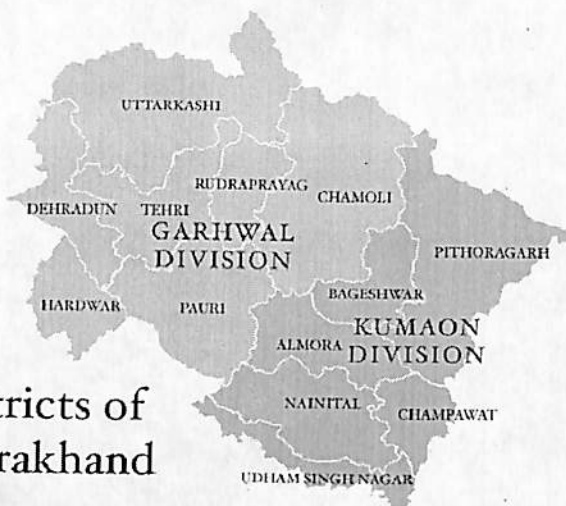 UTTARKASHI
RUDRAPRAYAG
CHAMOLI
DEHRADUN
TEHRI
GARHWAL
DIVISION
PITHORAGARH
HARDWAR
PAURI
BAGESHWAR
KUMAON
DIVISION
ALMORA
NAINITAL
CHAMPAWAT
tricts of
rakhand
UDHAM SINGH NAGAR